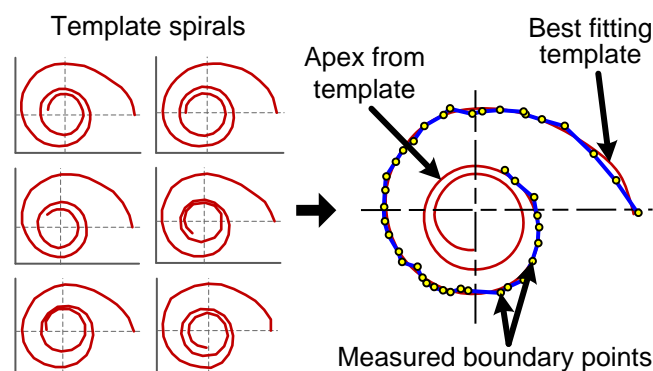 Template spirals
Apex from
template
Best fitting
template
Measured boundary points